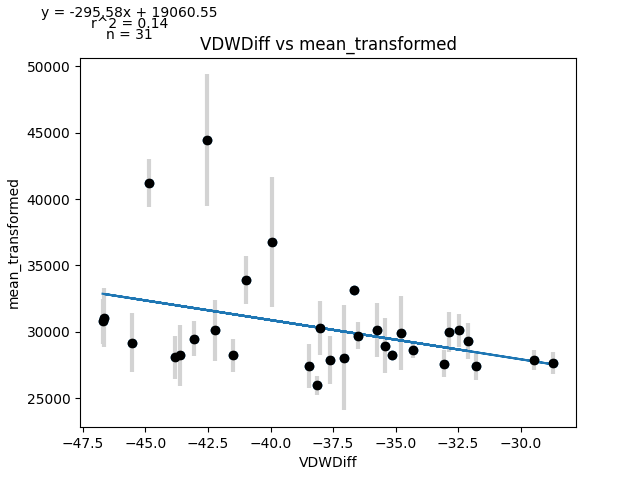 y = -295.58x + 19060.55
r^2 = 0.14
n = 31
VDWDiff vs mean_transformed
50000
45000
40000
35000
30000
25000
mean_transformed
−47.5 −45.0 −42.5 −40.0 −37.5 −35.0 −32.5 −30.0
VDWDiff